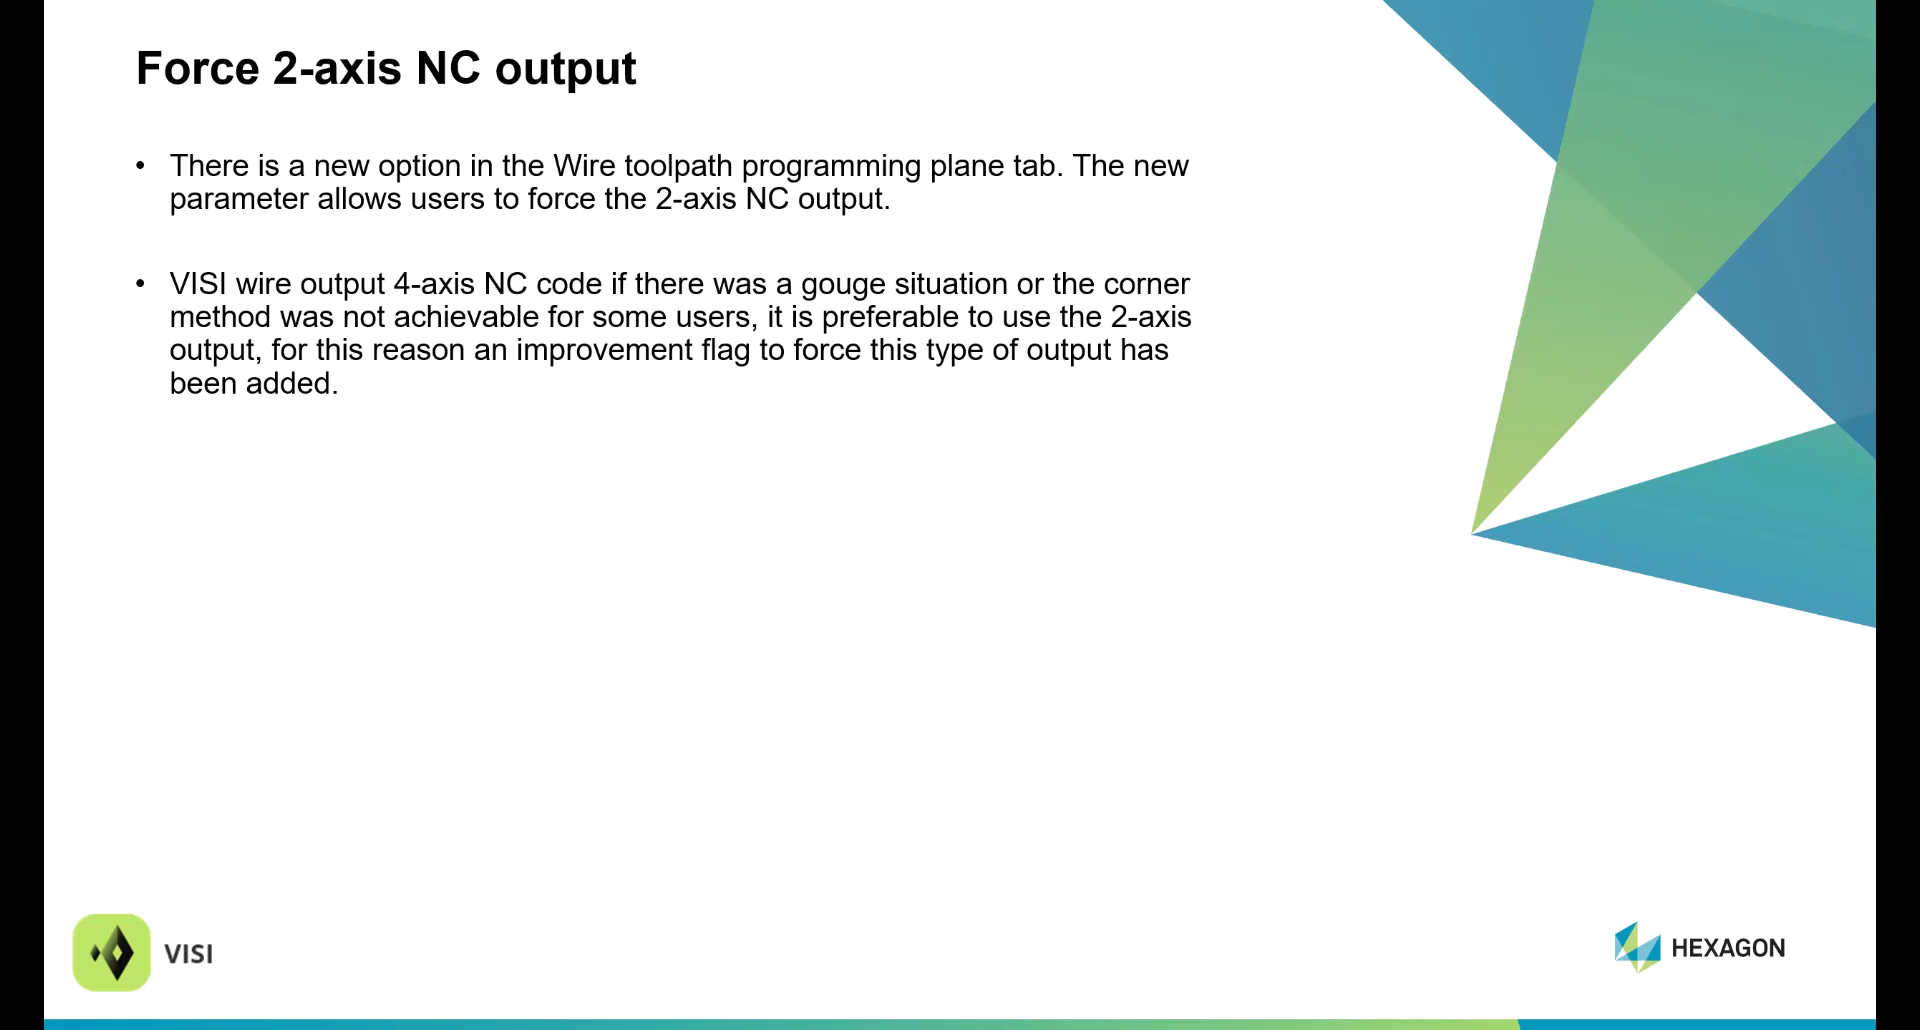 Force 2-axis NC output
• There is a new option in the Wire toolpath programming plane tab. The new
parameter allows users to force the 2-axis NC output.
• VISI wire output 4-axis NC code if there was a gouge situation or the corner
method was not achievable for some users, it is preferable to use the 2-axis
output, for this reason an improvement flag to force this type of output has
been added.
VISI
HEXAGON